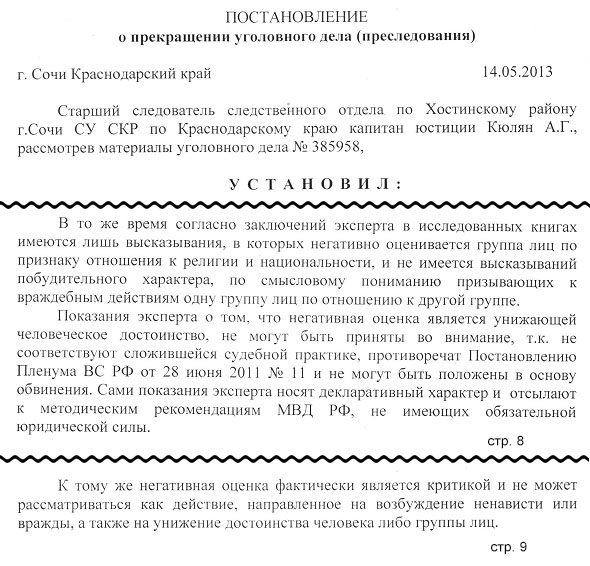 ПОСТАНОВЛЕНИЕ
о прекращении уголовного дела (преследования)
г. Сочи Краснодарский край 14.05.2013
Старший следователь следственного отдела по Хостинскому району
г.Сочи СУ СКР по Краснодарскому краю капитан юстиции Кюлян А.Г.,
рассмотрев материалы уголовного дела № 385958,
У С Т А Н О В И Л :
В то же время согласно заключений эксперта в исследованных книгах
имеются лишь высказывания, в которых негативно оценивается группа лиц по
признаку отношения к религии и национальности, и не имеется высказываний
побудительного характера, по смысловому пониманию призывающих к
враждебным действиям одну группу лиц по отношению к другой группе.
Показания эксперта о том, что негативная оценка является унижающей
человеческое достоинство, не могут быть приняты во внимание, т.к. не
соответствуют сложившейся судебной практике, противоречат Постановлению
Пленума ВС РФ от 28 июня 2011 № 11 и не могут быть положены в основу
обвинения. Сами показания эксперта носят декларативный характер и отсылают
к методическим рекомендациям МВД РФ, не имеющих обязательной
юридической силы.
стр. 8
К тому же негативная оценка фактически является критикой и не может
рассматриваться как действие, направленное на возбуждение ненависти или
вражды, а также на унижение достоинства человека либо группы лиц.
стр. 9